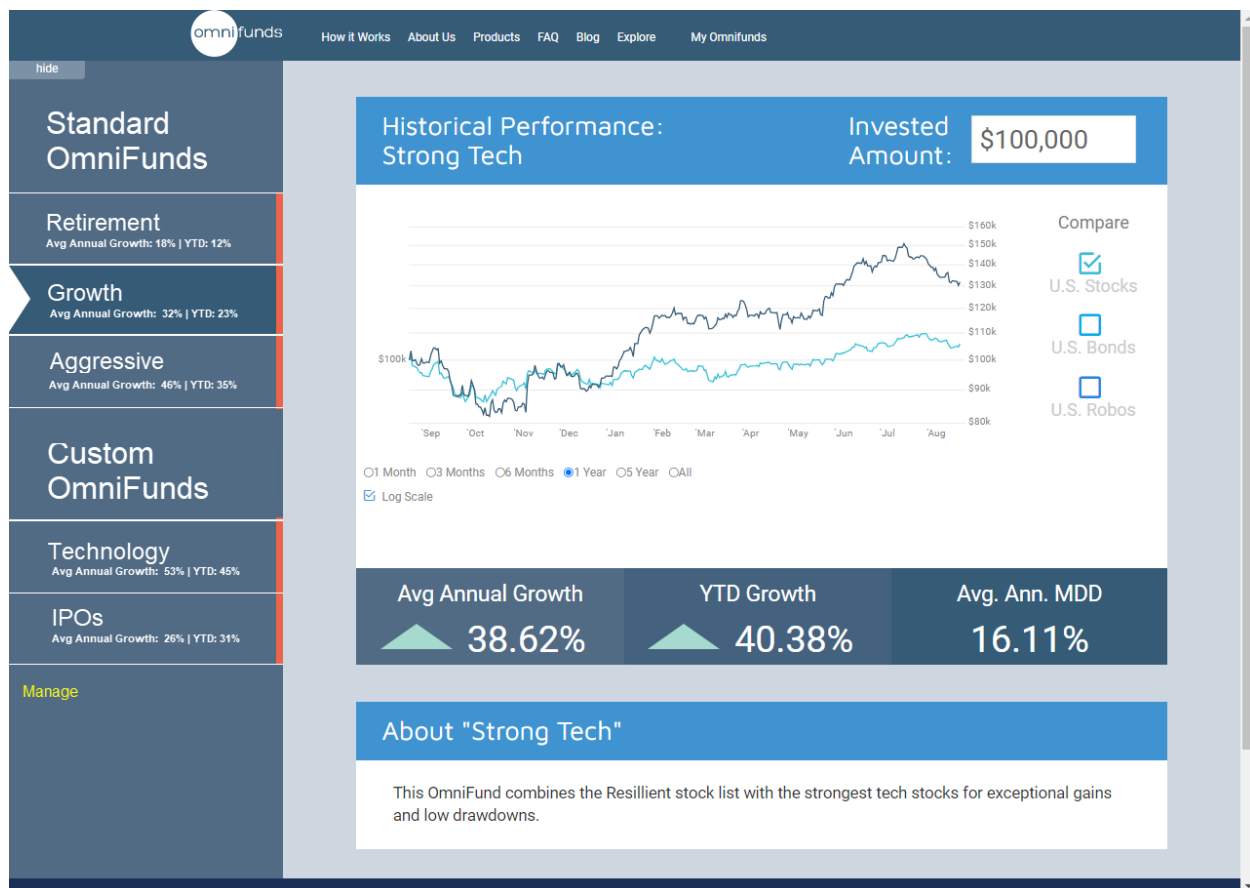 omnifunds
How it Works About Us Products FAQ Blog Explore My Omnifunds
hide
Standard
OmniFunds
Retirement
Avg Annual Growth: 18% | YTD: 12%
Growth
Avg Annual Growth: 32% | YTD: 23%
Aggressive
Avg Annual Growth: 46% | YTD: 35%
Custom
OmniFunds
Technology
Avg Annual Growth: 53% | YTD: 45%
IPOs
Avg Annual Growth: 26% | YTD: 31%
Manage
Historical Performance:
Strong Tech
Invested
Amount:
$100,000
$160k
$150k
$140k
$130k
$120k
$110k
$100k
$90k
$80k
$100k
'Sep 'Oct 'Nov 'Dec 'Jan 'Feb 'Mar 'Apr 'May 'Jun 'Jul 'Aug
Compare
U.S. Stocks
U.S. Bonds
U.S. Robos
1 Month 3 Months 6 Months 1 Year 5 Year All
Log Scale
Avg Annual Growth
38.62%
YTD Growth
40.38%
Avg. Ann. MDD
16.11%
About "Strong Tech"
This OmniFund combines the Resillient stock list with the strongest tech stocks for exceptional gains
and low drawdowns.